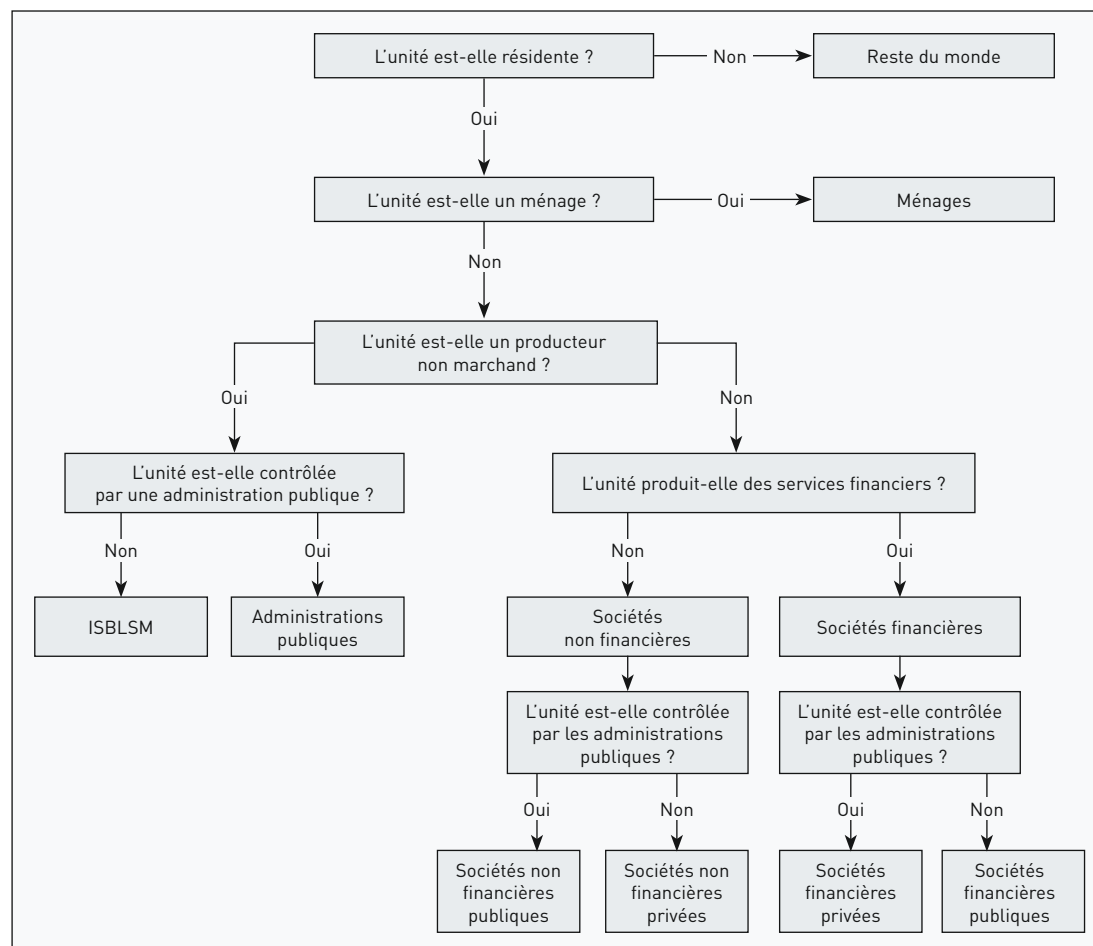 L'unité est-elle résidente ?
Non
Reste du monde
Oui
L'unité est-elle un ménage ?
Oui
Ménages
Non
L'unité est-elle un producteur
non marchand ?
Oui
Non
L'unité est-elle contrôlée
par une administration publique ?
L'unité produit-elle des services financiers ?
Non
Oui
Non
Oui
ISBLSM
Administrations
publiques
Sociétés
non financières
Sociétés financières
L'unité est-elle contrôlée
par les administrations
publiques ?
L'unité est-elle contrôlée
par les administrations
publiques ?
Oui
Non
Oui
Non
Sociétés non
financières
publiques
Sociétés non
financières
privées
Sociétés
financières
privées
Sociétés
financières
publiques